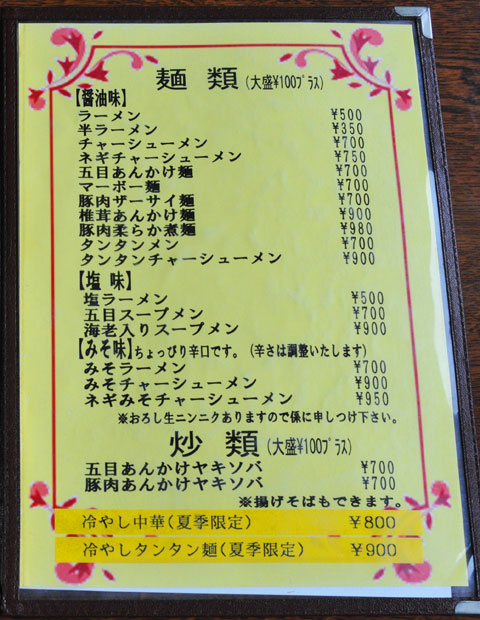 麺 類(大盛¥100プラス)
【醤油味】
ラーメン ¥500
半ラーメン ¥350
チャーシューメン ¥700
ネギチャーシューメン ¥750
五目あんかけ麺 ¥700
マーボー麺 ¥700
豚肉ザーサイ麺 ¥700
椎茸あんかけ麺 ¥900
豚肉柔らか煮麺 ¥980
タンタンメン ¥700
タンタンチャーシューメン ¥900
【塩 味】
塩ラーメン ¥500
五目スープメン ¥700
海老入りスープメン ¥900
【みそ味】ちょっぴり辛口です。(辛さは調整いたします)
みそラーメン ¥700
みそチャーシューメン ¥900
ネギみそチャーシューメン ¥950
※おろし生ニンニクありますので係に申しつけ下さい。
炒 類(大盛¥100プラス)
五目あんかけヤキソバ ¥700
豚肉あんかけヤキソバ ¥700
※揚げそばもできます。
冷やし中華(夏季限定) ¥800
冷やしタンタン麺(夏季限定) ¥900